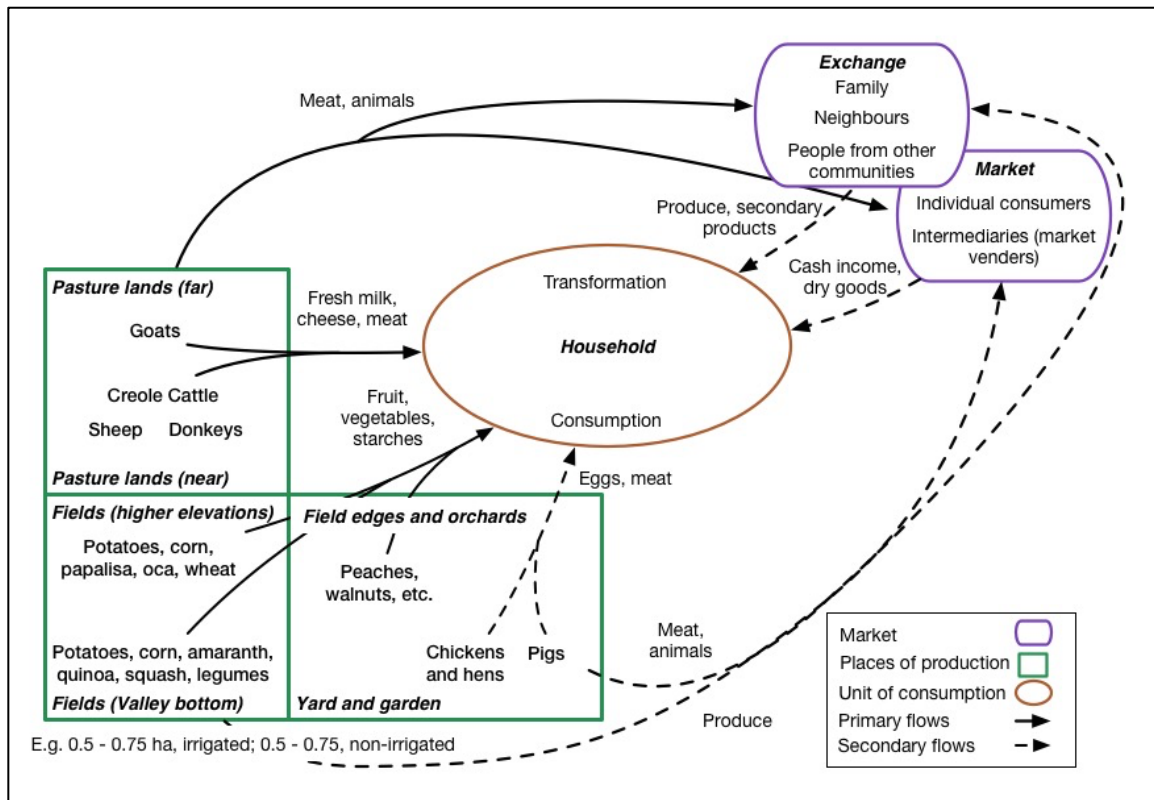 Exchange
Family
Neighbours
People from other
communities
Market
Individual consumers
Intermediaries (market
venders)
Meat, animals
Produce, secondary
products
Cash income,
dry goods
Transformation
Household
Consumption
Pasture lands (far)
Goats
Creole Cattle
Sheep Donkeys
Pasture lands (near)
Fresh milk,
cheese, meat
Fruit,
vegetables,
starches
Eggs, meat
Fields (higher elevations)
Potatoes, corn,
papalisa, oca, wheat
Potatoes, corn, amaranth,
quinoa, squash, legumes
Fields (Valley bottom)
Field edges and orchards
Peaches,
walnuts, etc.
Chickens
and hens
Pigs
Yard and garden
Meat,
animals
Produce
E.g. 0.5 - 0.75 ha, irrigated; 0.5 - 0.75, non-irrigated
Market
Places of production
Unit of consumption
Primary flows
Secondary flows